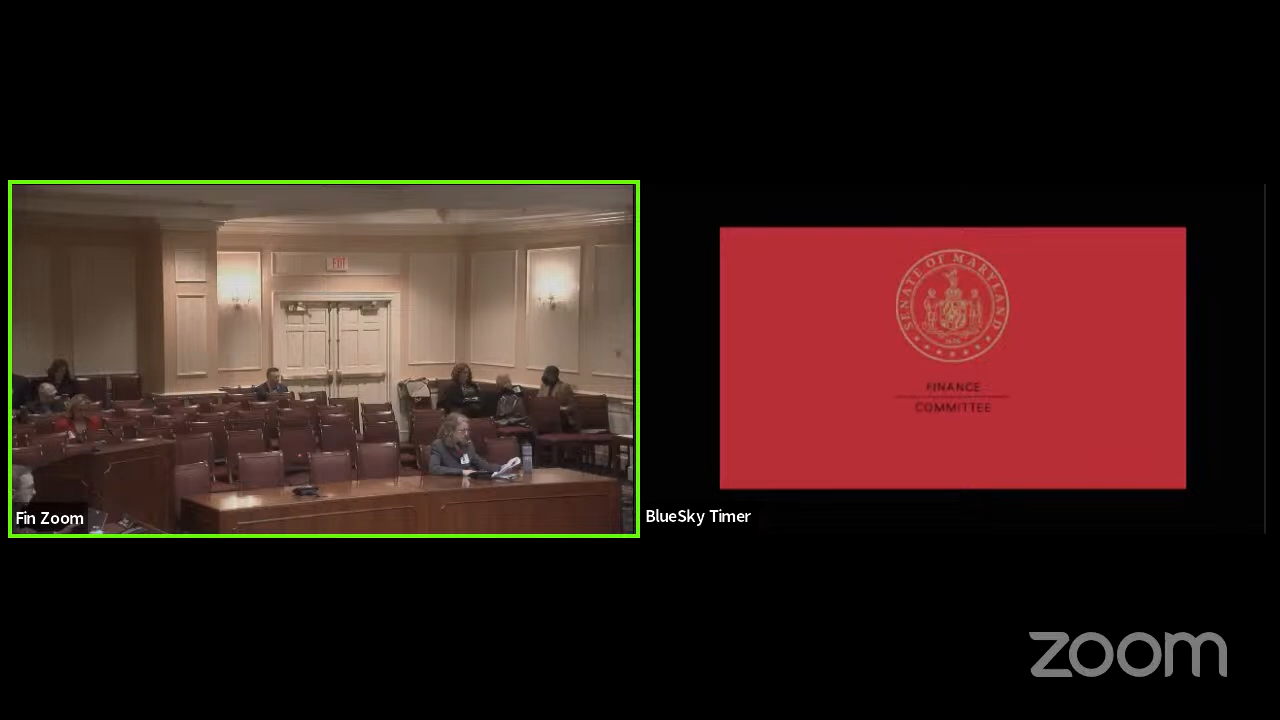 EXIT
Fin Zoom
SENATE OF MARYLAND
FINANCE
COMMITTEE
BlueSky Timer
zoom